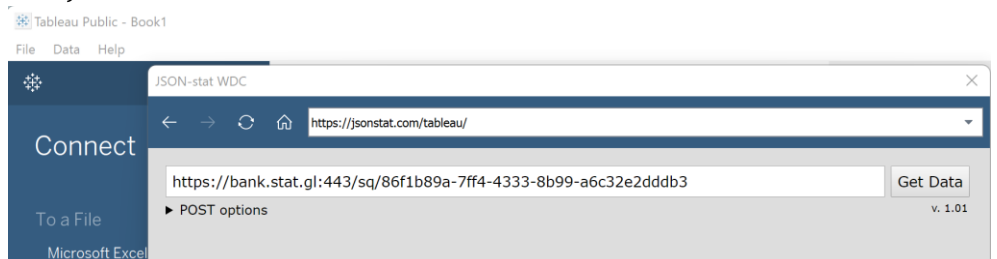 Tableau Public - Book1
File Data Help
JSON-stat WDC
https://jsonstat.com/tableau/
Connect
https://bank.stat.gl:443/sq/86f1b89a-7ff4-4333-8b99-a6c32e2dddb3 Get Data
▶ POST options v. 1.01
To a File
Microsoft Excel